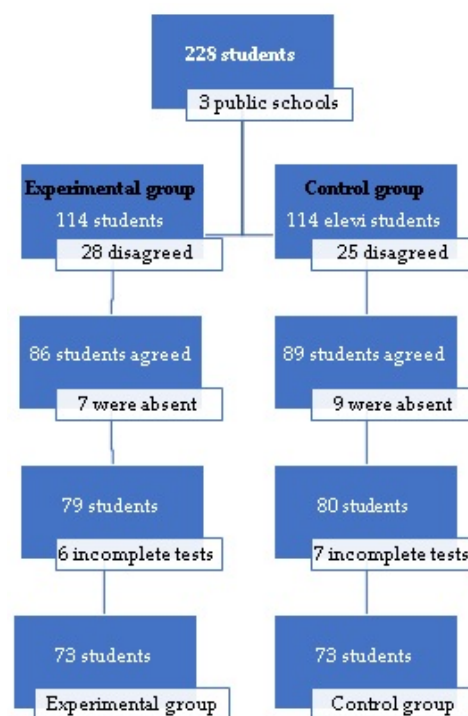 228 students
3 public schools
Experimental group
114 students
28 disagreed
Control group
114 elevi students
25 disagreed
86 students agreed
7 were absent
89 students agreed
9 were absent
79 students
6 incomplete tests
80 students
7 incomplete tests
73 students
Experimental group
73 students
Control group